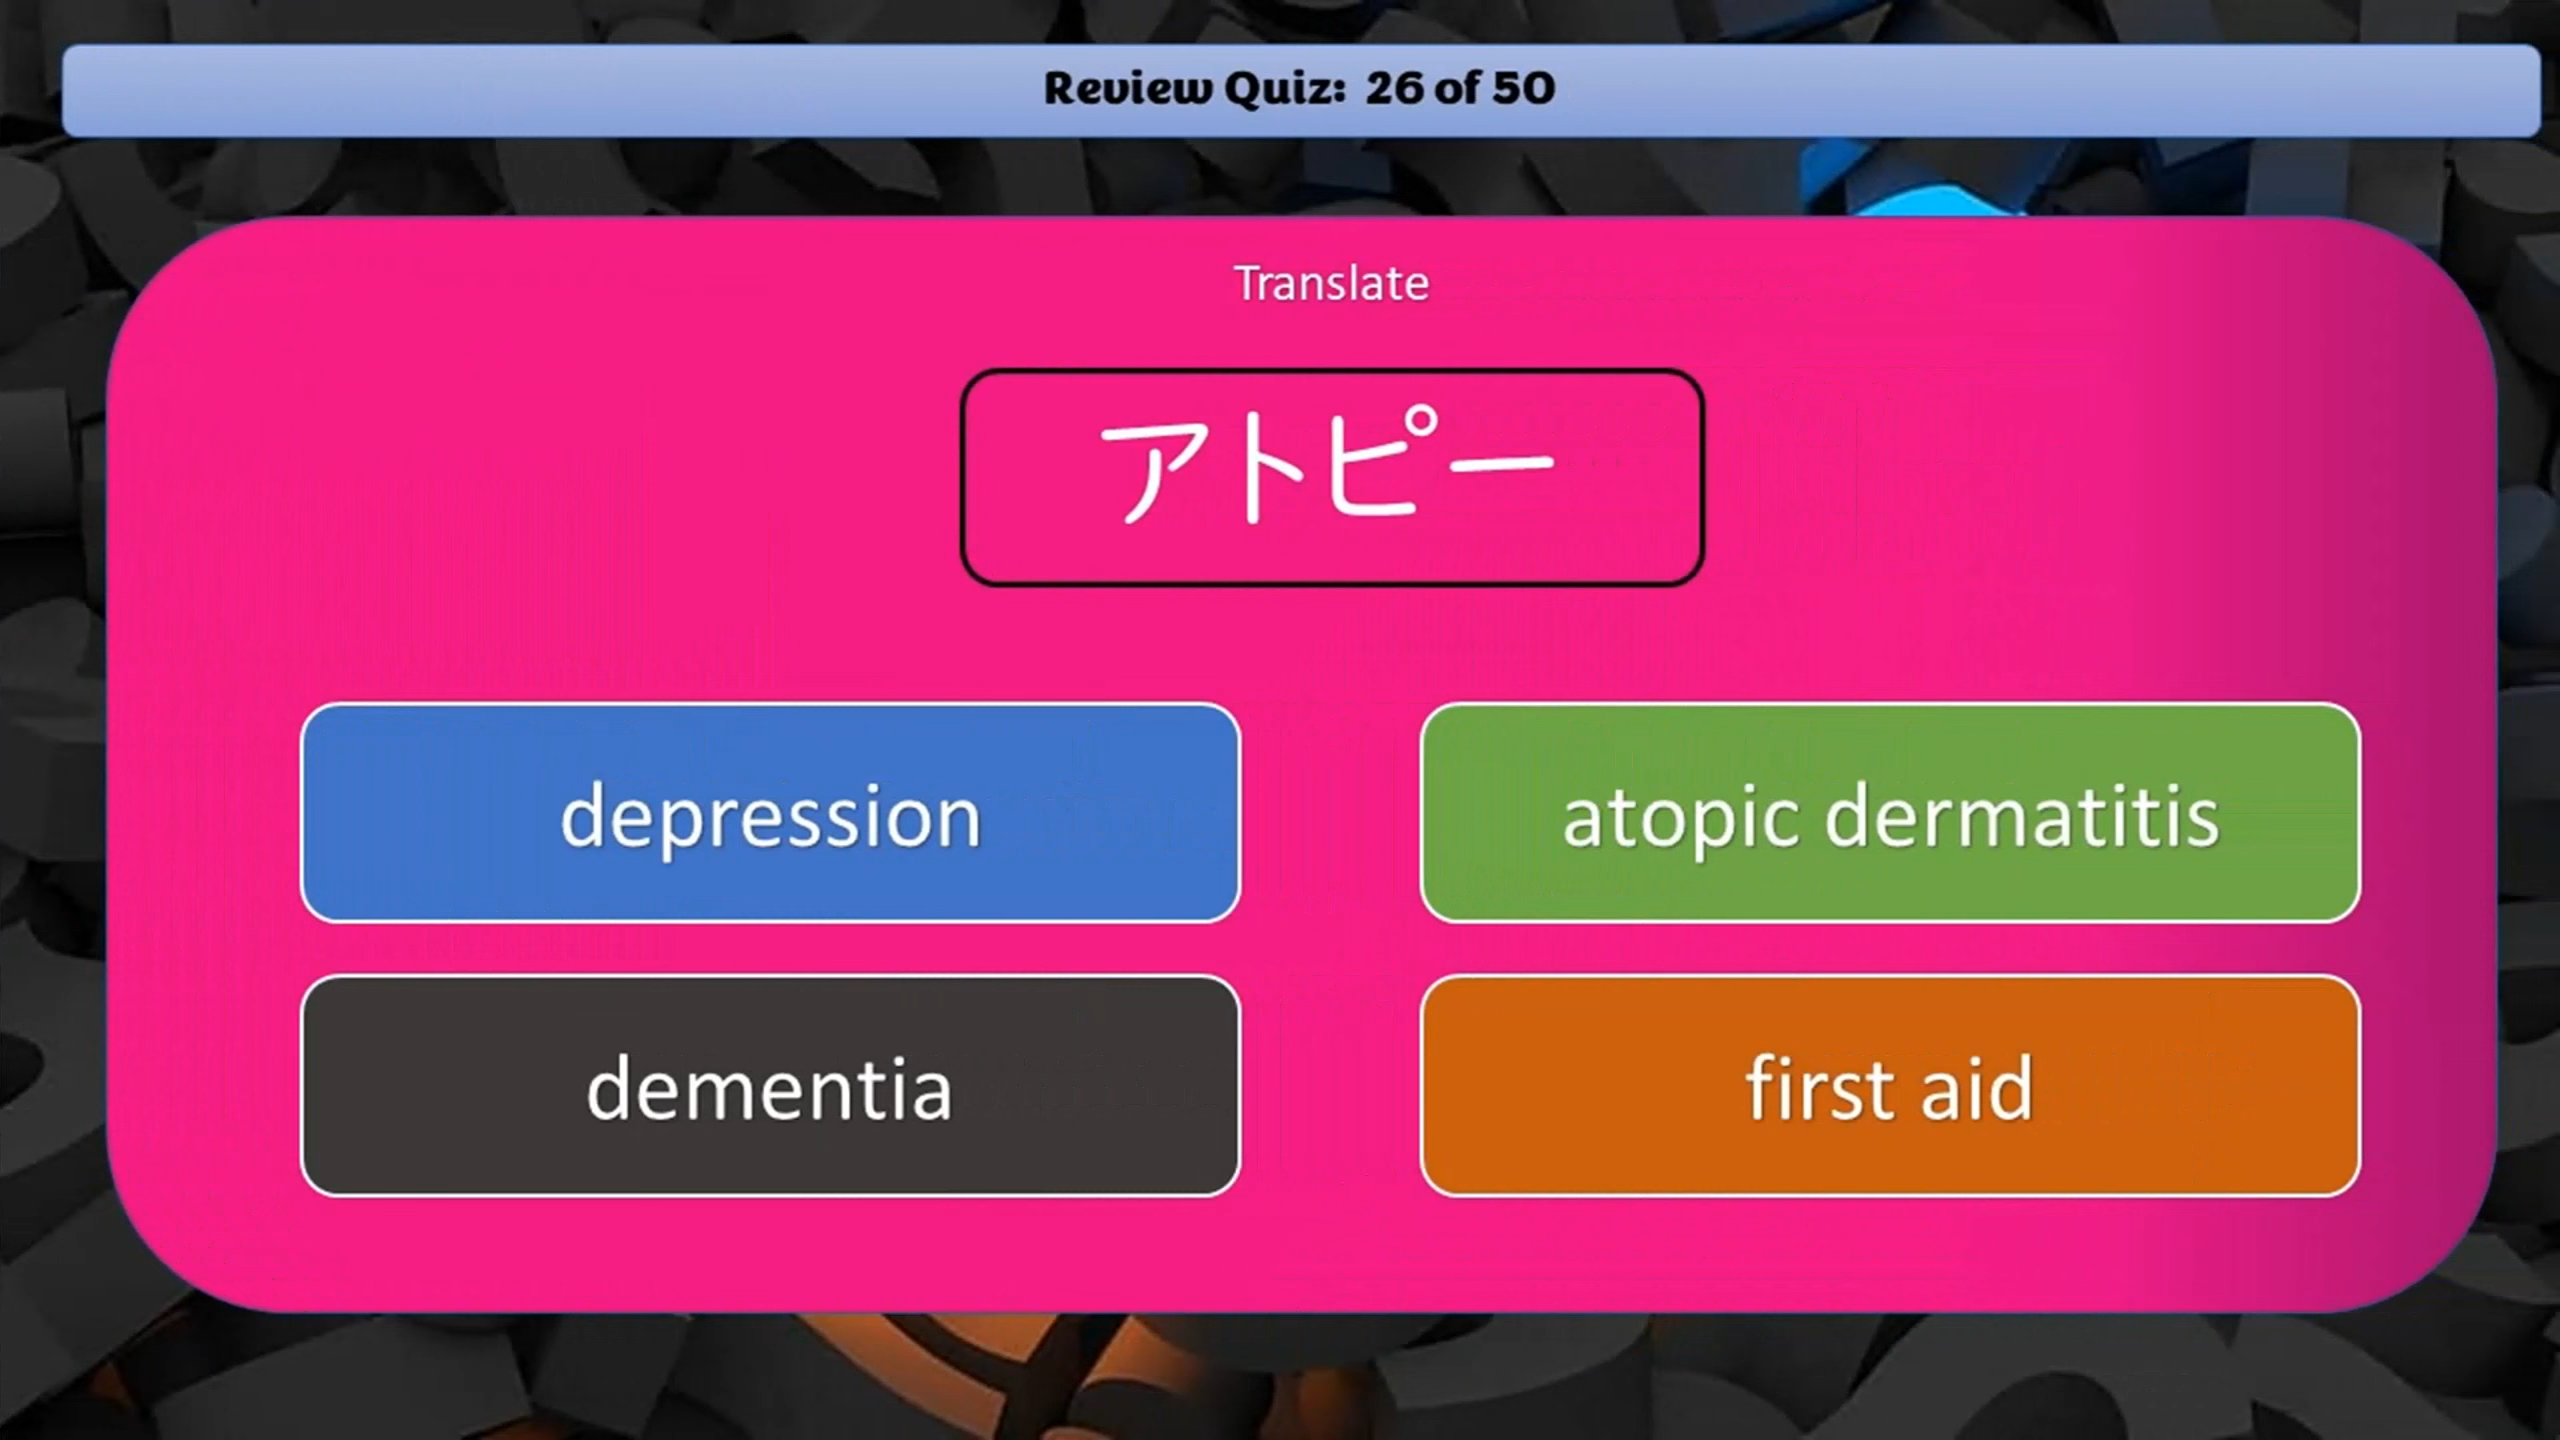 Review Quiz: 26 of 50
Translate
アトピー
depression
atopic dermatitis
dementia
first aid